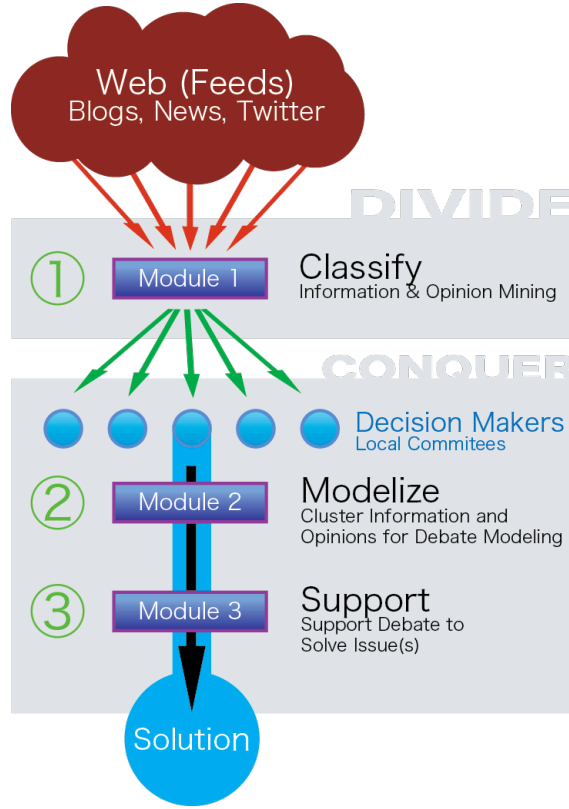 Web (Feeds)
Blogs, News, Twitter
DIVIDE
1
Module 1
Classify
Information & Opinion Mining
CONQUER
Decision Makers
Local Commitees
2
Module 2
Modelize
Cluster Information and
Opinions for Debate Modeling
3
Module 3
Support
Support Debate to
Solve Issue(s)
Solution